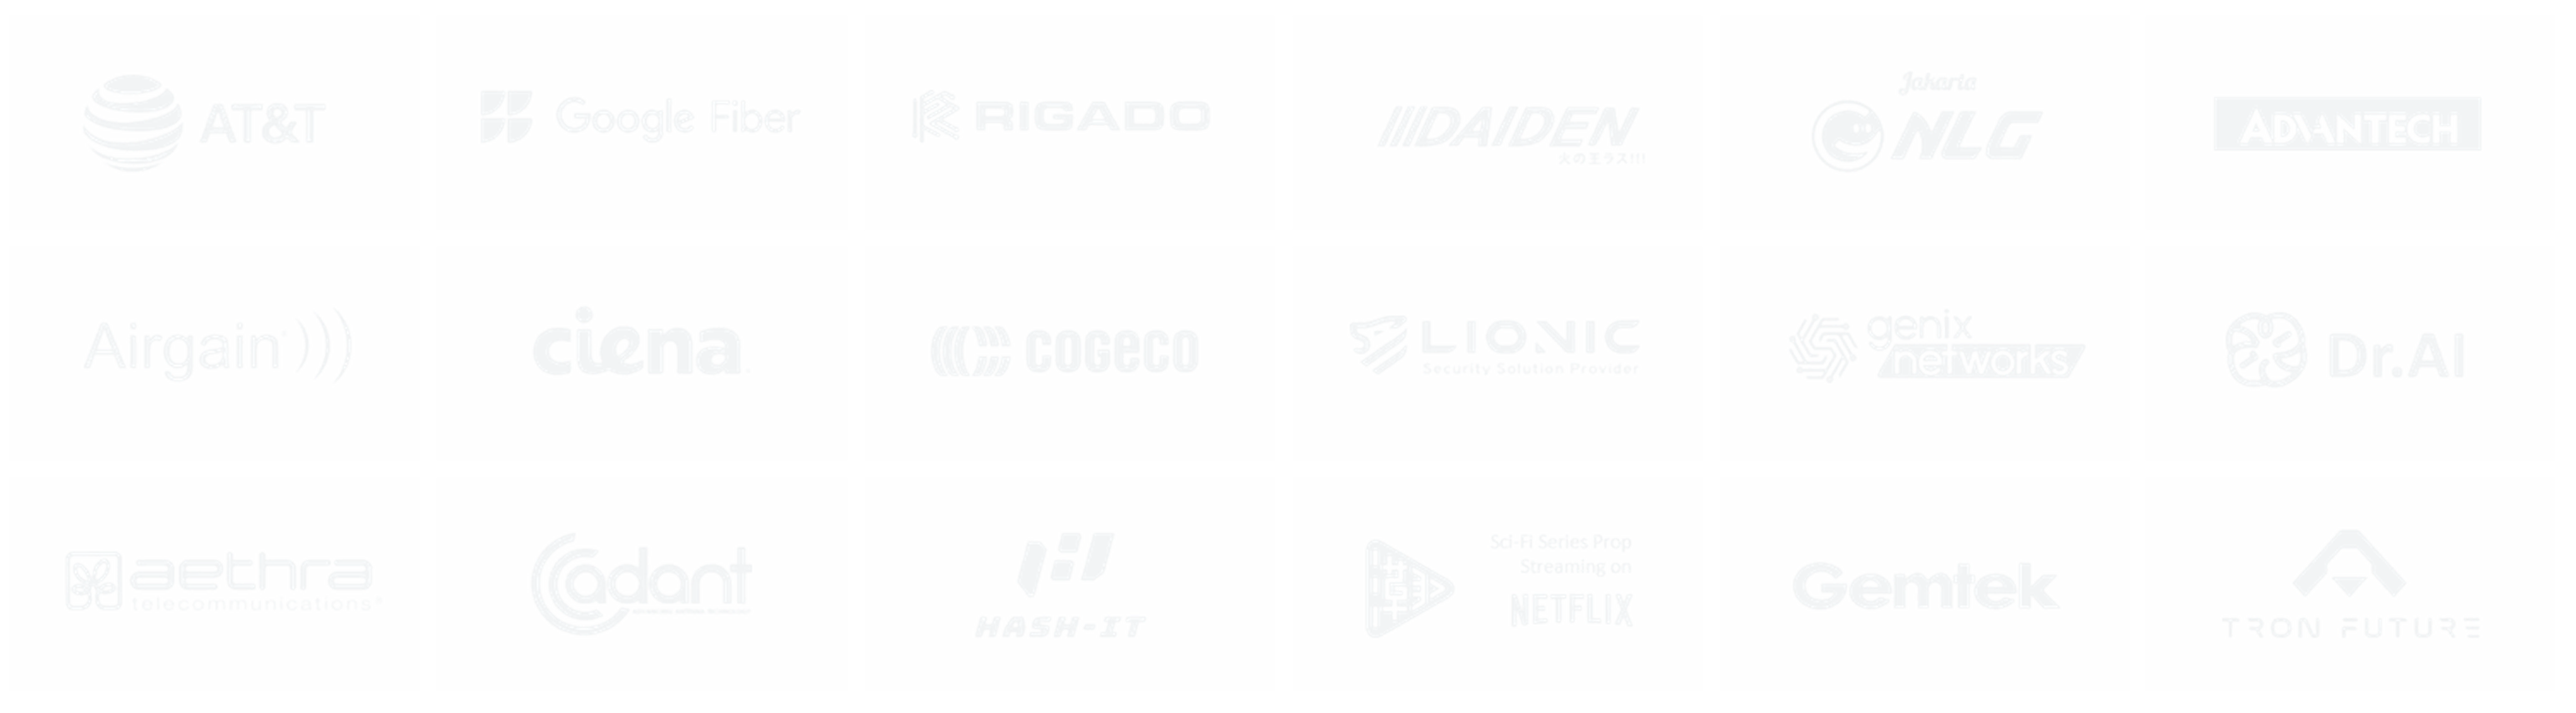 AT&T
Google Fiber
RIGADO
DAIDEN
Jakarta
NLG
ADVANTECH
Airgain
ciena
COGECO
LIONIC
Security Solution Provider
genix
networks
Dr.AI
aethra
telecommunications®
adant
HASH-IT
Sci-Fi Series Prop
Streaming on
NETFLIX
Gemtek
TRON FUTURE